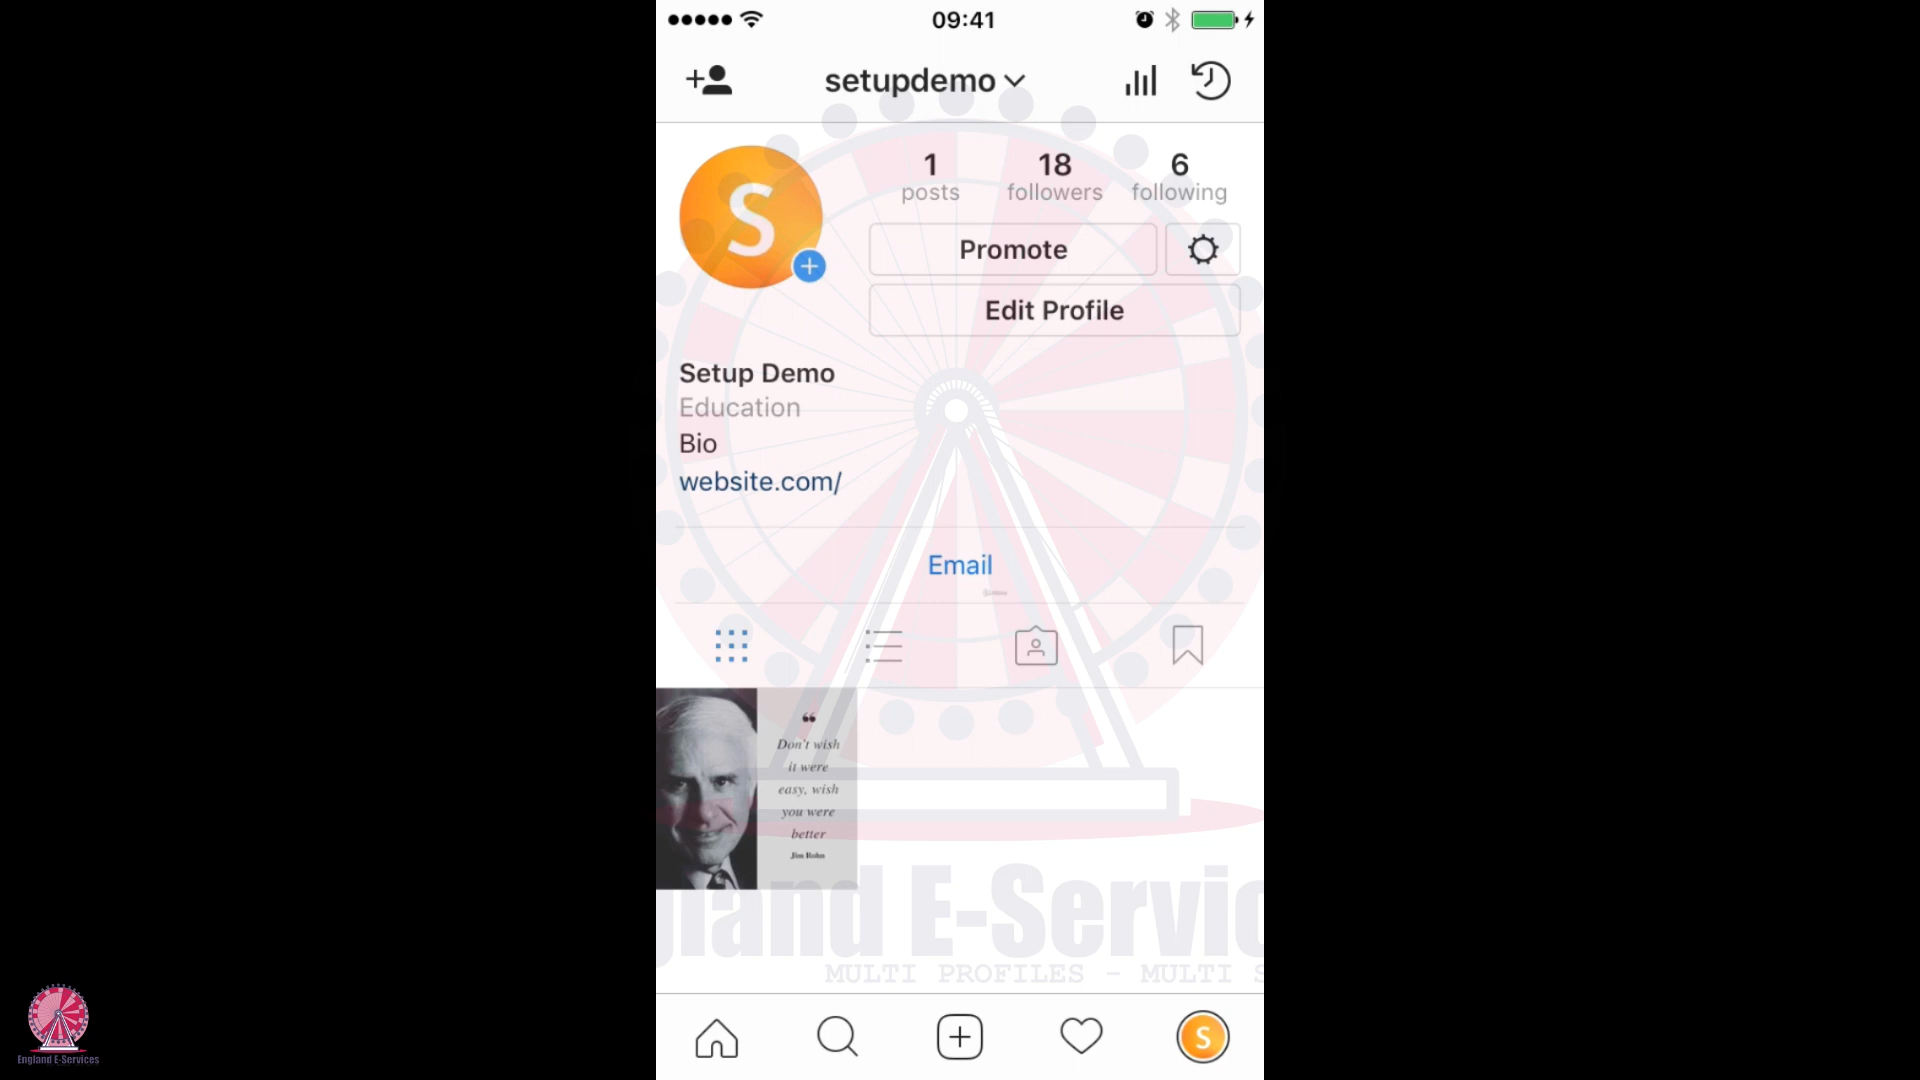 09:41
setupdemo
1 18 6
posts followers following
Promote
Edit Profile
Setup Demo
Education
Bio
website.com/
Email
S
“
Don't wish
it were
easy, wish
you were
better
Jim Rohn
gland E-Servic
MULTI PROFILES - MULTI S
S
England E-Services